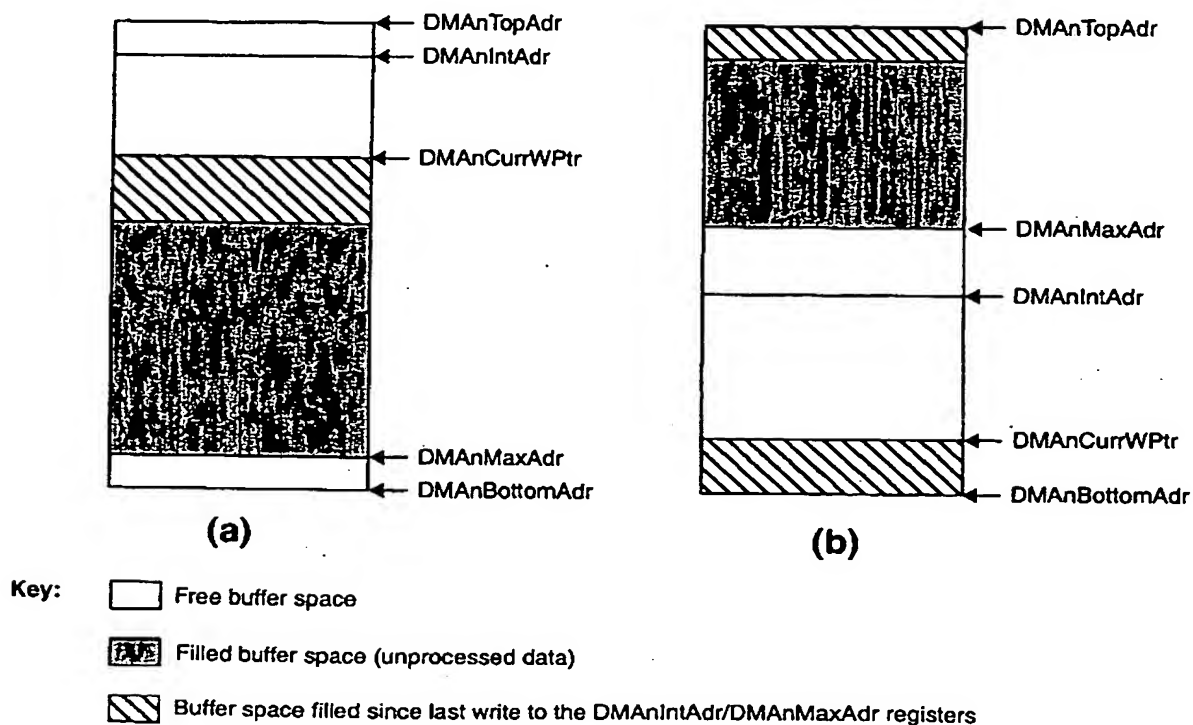 DMAnTopAdr
DMAnIntAdr
DMAnCurrWPtr
DMAnMaxAdr
DMAnBottomAdr
(a)
DMAnTopAdr
DMAnMaxAdr
DMAnIntAdr
DMAnCurrWPtr
DMAnBottomAdr
(b)
Key:
Free buffer space
Filled buffer space (unprocessed data)
Buffer space filled since last write to the DMAnIntAdr/DMAnMaxAdr registers